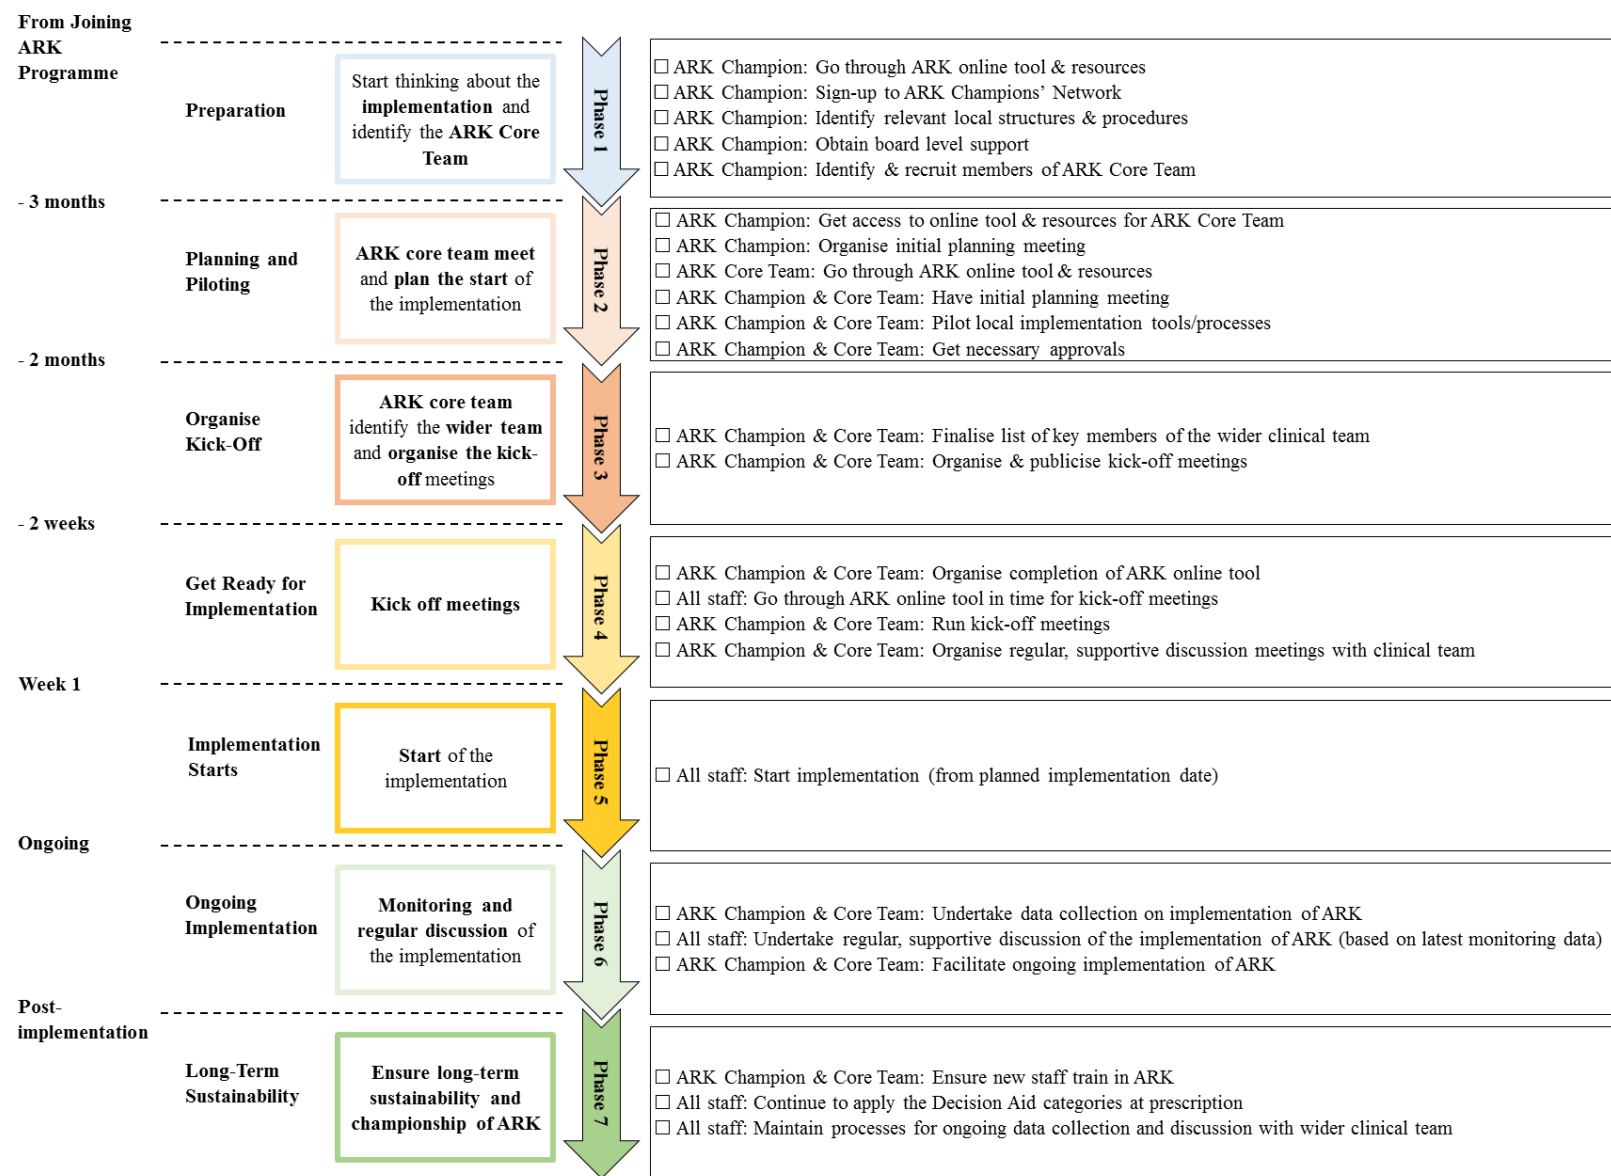 From Joining
ARK
Programme
Preparation
Start thinking about the
implementation and
identify the ARK Core
Team
Phase 1
☐ ARK Champion: Go through ARK online tool & resources
☐ ARK Champion: Sign-up to ARK Champions' Network
☐ ARK Champion: Identify relevant local structures & procedures
☐ ARK Champion: Obtain board level support
☐ ARK Champion: Identify & recruit members of ARK Core Team
- 3 months
Planning and
Piloting
ARK core team meet
and plan the start of
the implementation
Phase 2
☐ ARK Champion: Get access to online tool & resources for ARK Core Team
☐ ARK Champion: Organise initial planning meeting
☐ ARK Core Team: Go through ARK online tool & resources
☐ ARK Champion & Core Team: Have initial planning meeting
☐ ARK Champion & Core Team: Pilot local implementation tools/processes
☐ ARK Champion & Core Team: Get necessary approvals
- 2 months
Organise
Kick-Off
ARK core team
identify the wider team
and organise the kick-
off meetings
Phase 3
☐ ARK Champion & Core Team: Finalise list of key members of the wider clinical team
☐ ARK Champion & Core Team: Organise & publicise kick-off meetings
- 2 weeks
Get Ready for
Implementation
Kick off meetings
Phase 4
☐ ARK Champion & Core Team: Organise completion of ARK online tool
☐ All staff: Go through ARK online tool in time for kick-off meetings
☐ ARK Champion & Core Team: Run kick-off meetings
☐ ARK Champion & Core Team: Organise regular, supportive discussion meetings with clinical team
Week 1
Implementation
Starts
Start of the
implementation
Phase 5
☐ All staff: Start implementation (from planned implementation date)
Ongoing
Ongoing
Implementation
Monitoring and
regular discussion of
the implementation
Phase 6
☐ ARK Champion & Core Team: Undertake data collection on implementation of ARK
☐ All staff: Undertake regular, supportive discussion of the implementation of ARK (based on latest monitoring data)
☐ ARK Champion & Core Team: Facilitate ongoing implementation of ARK
Post-
implementation
Long-Term
Sustainability
Ensure long-term
sustainability and
championship of ARK
Phase 7
☐ ARK Champion & Core Team: Ensure new staff train in ARK
☐ All staff: Continue to apply the Decision Aid categories at prescription
☐ All staff: Maintain processes for ongoing data collection and discussion with wider clinical team